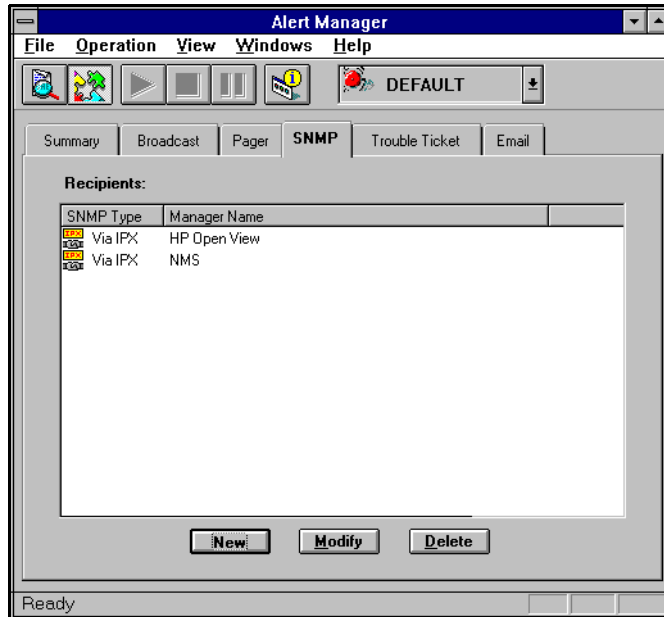 Alert Manager
File Operation View Windows Help
DEFAULT
Summary Broadcast Pager SNMP Trouble Ticket Email
Recipients:
SNMP Type Manager Name
IPX Via IPX HP Open View
IPX Via IPX NMS
New Modify Delete
Ready